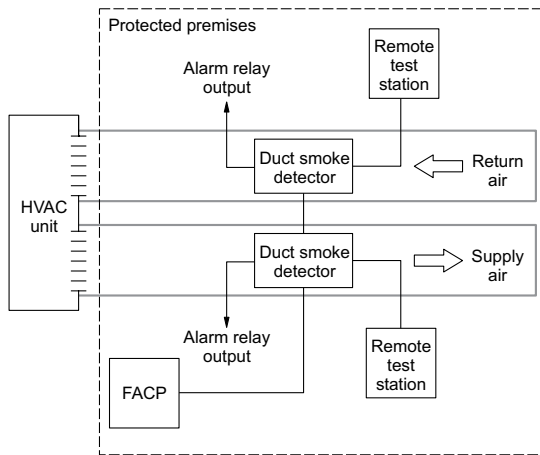 Protected premises
Remote
test
station
Alarm relay
output
Duct smoke
detector
Return
air
HVAC
unit
Duct smoke
detector
Supply
air
Alarm relay
output
Remote
test
station
FACP